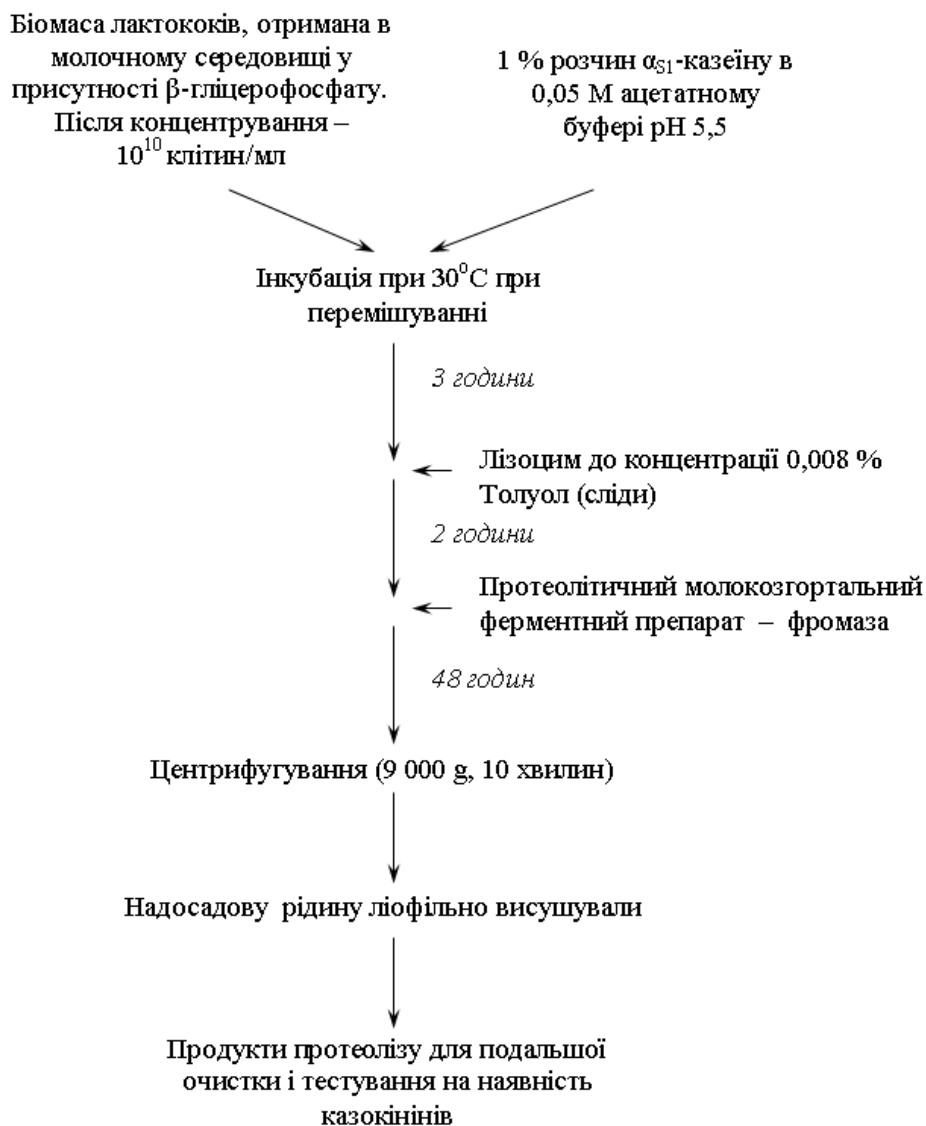 Біомаса лактококів, отримана в
молочному середовищі у
присутності β-гліцерофосфату.
Після концентрування –
10¹⁰ клітин/мл
1 % розчин αS1-казеїну в
0,05 М ацетатному
буфері рН 5,5
Інкубація при 30⁰С при
перемішуванні
3 години
Лізоцим до концентрації 0,008 %
Толуол (сліди)
2 години
Протеолітичний молокозгортальний
ферментний препарат – фромаза
48 годин
Центрифугування (9 000 g, 10 хвилин)
Надосадову рідину ліофільно висушували
Продукти протеолізу для подальшої
очистки і тестування на наявність
казокінінів